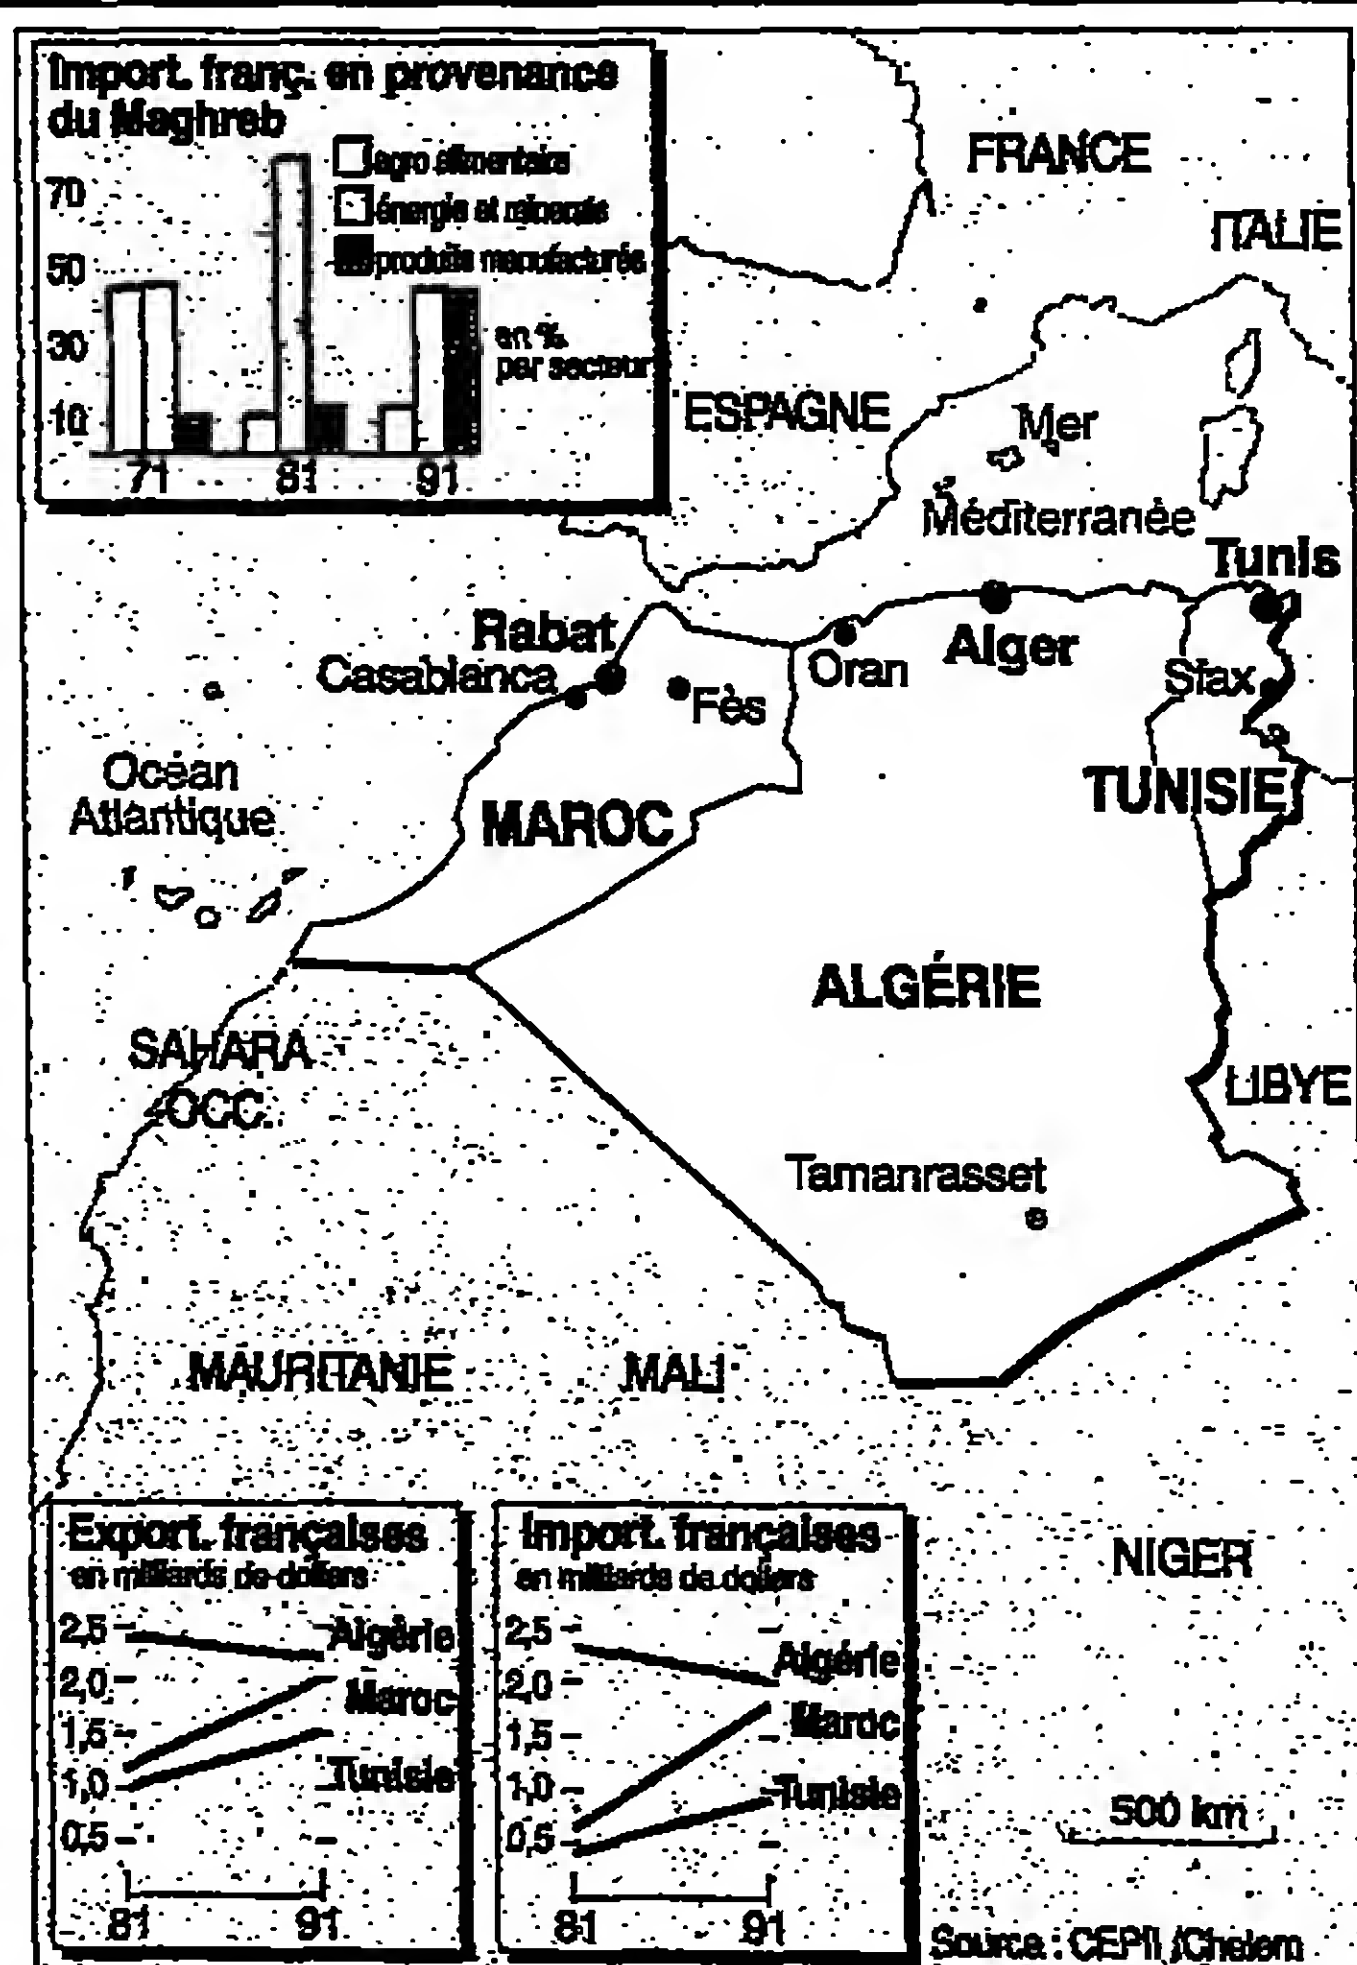 Import. franç. en provenance
du Maghreb
agro alimentaire
énergie et minerais
produits manufacturés
en %
par secteur
70
50
30
10
71
81
91
FRANCE
ITALIE
ESPAGNE
Mer
Méditerranée
Tunis
Rabat
Alger
Casablanca
Oran
Fès
Sfax
Océan
Atlantique
MAROC
TUNISIE
ALGÉRIE
SAHARA
OCC.
LIBYE
Tamanrasset
MAURITANIE
MALI
NIGER
Export. françaises
en milliards de dollars
2,5
2,0
1,5
1,0
0,5
Algérie
Maroc
Tunisie
81
91
Import. françaises
en milliards de dollars
2,5
2,0
1,5
1,0
0,5
Algérie
Maroc
Tunisie
81
91
500 km
Source : CEPII /Chelem